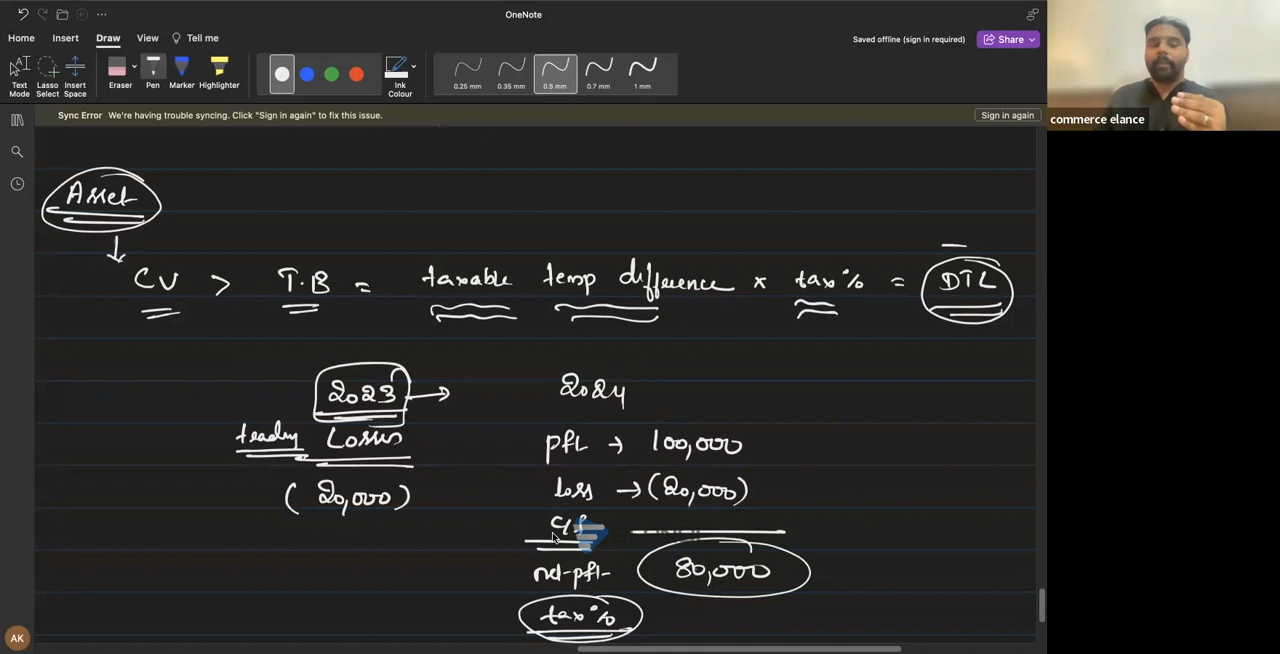 OneNote
Home Insert Draw View Tell me
Saved offline (sign in required) Share
Text Mode Lasso Select Insert Space Eraser Pen Marker Highlighter Ink Colour 0.25 mm 0.35 mm 0.5 mm 0.7 mm 1 mm
Sync Error We're having trouble syncing. Click "Sign in again" to fix this issue. Sign in again
commerce elance
Asset
CV > T.B = taxable temp difference x tax% = DTL
2023 → 2024
trading Losses pft → 100,000
(20,000) loss → (20,000)
c/f
net-pft- 80,000
tax%
AK